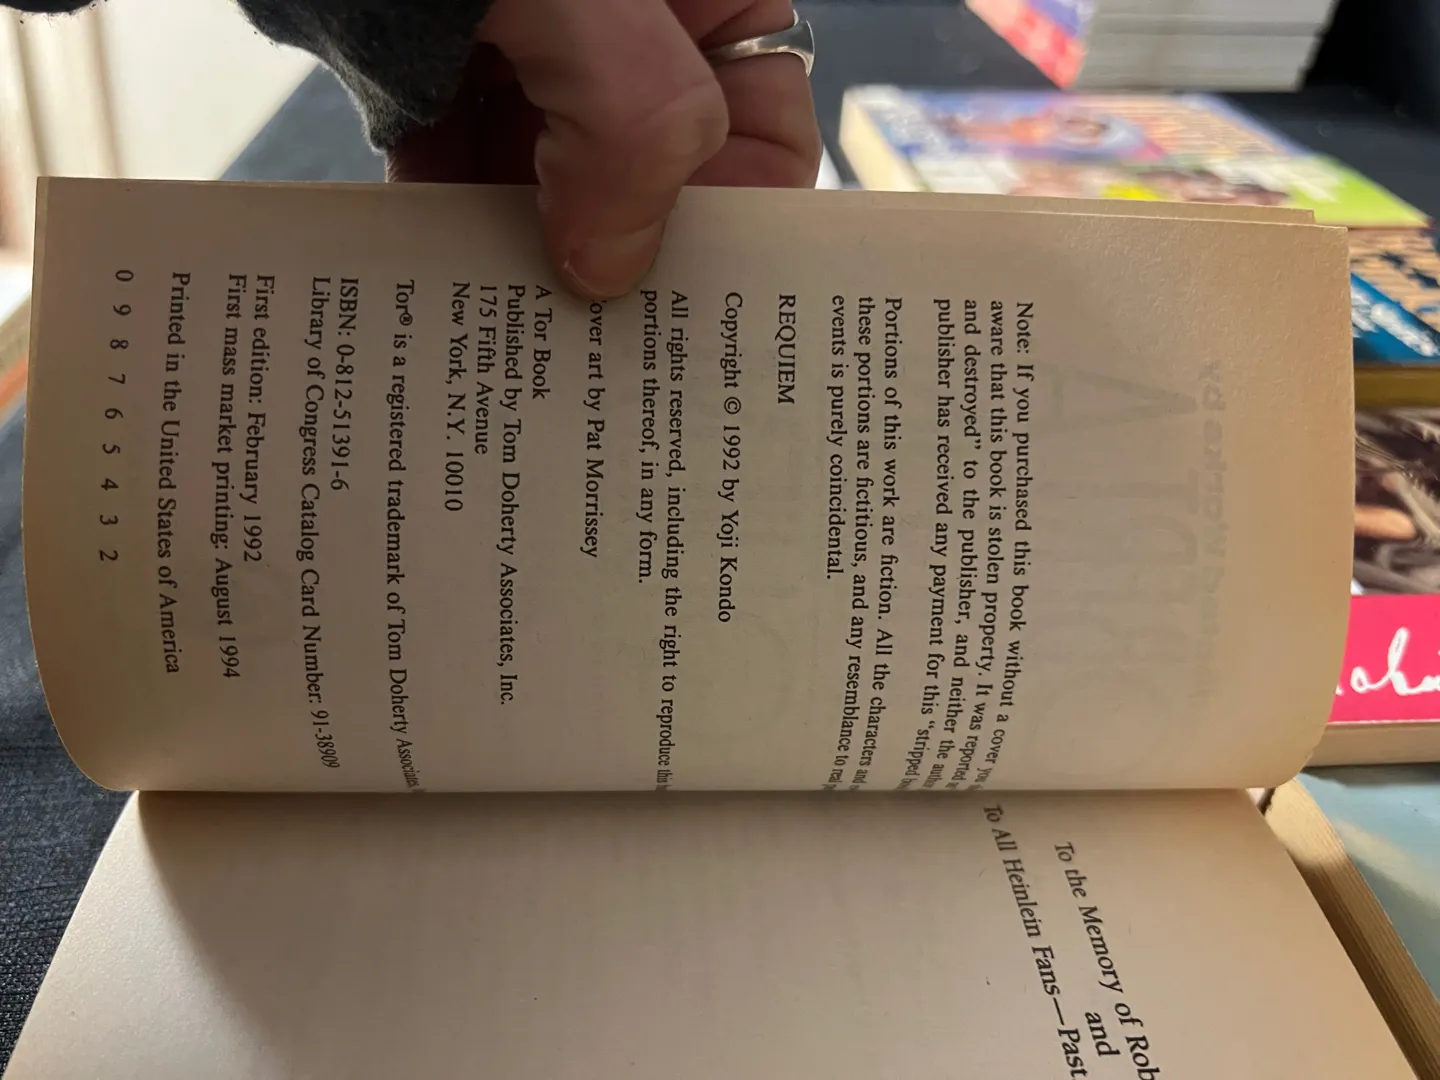 Note: If you purchased this book without a cover you
aware that this book is stolen property. It was reported
and destroyed" to the publisher, and neither the
publisher has received any payment for this "stripped
Portions of this work are fiction. All the characters and
these portions are fictitious, and any resemblance to real
events is purely coincidental.
REQUIEM
Copyright © 1992 by Yoji Kondo
All rights reserved, including the right to reproduce this
portions thereof, in any form.
over art by Pat Morrissey
A Tor Book
Published by Tom Doherty Associates, Inc.
175 Fifth Avenue
New York, N.Y. 10010
Tor® is a registered trademark of Tom Doherty Associates
ISBN: 0-812-51391-6
Library of Congress Catalog Card Number: 91-38909
First edition: February 1992
First mass market printing: August 1994
Printed in the United States of America
0 9 8 7 6 5 4 3 2
To the Memory of Rob
and
To All Heinlein Fans—Past